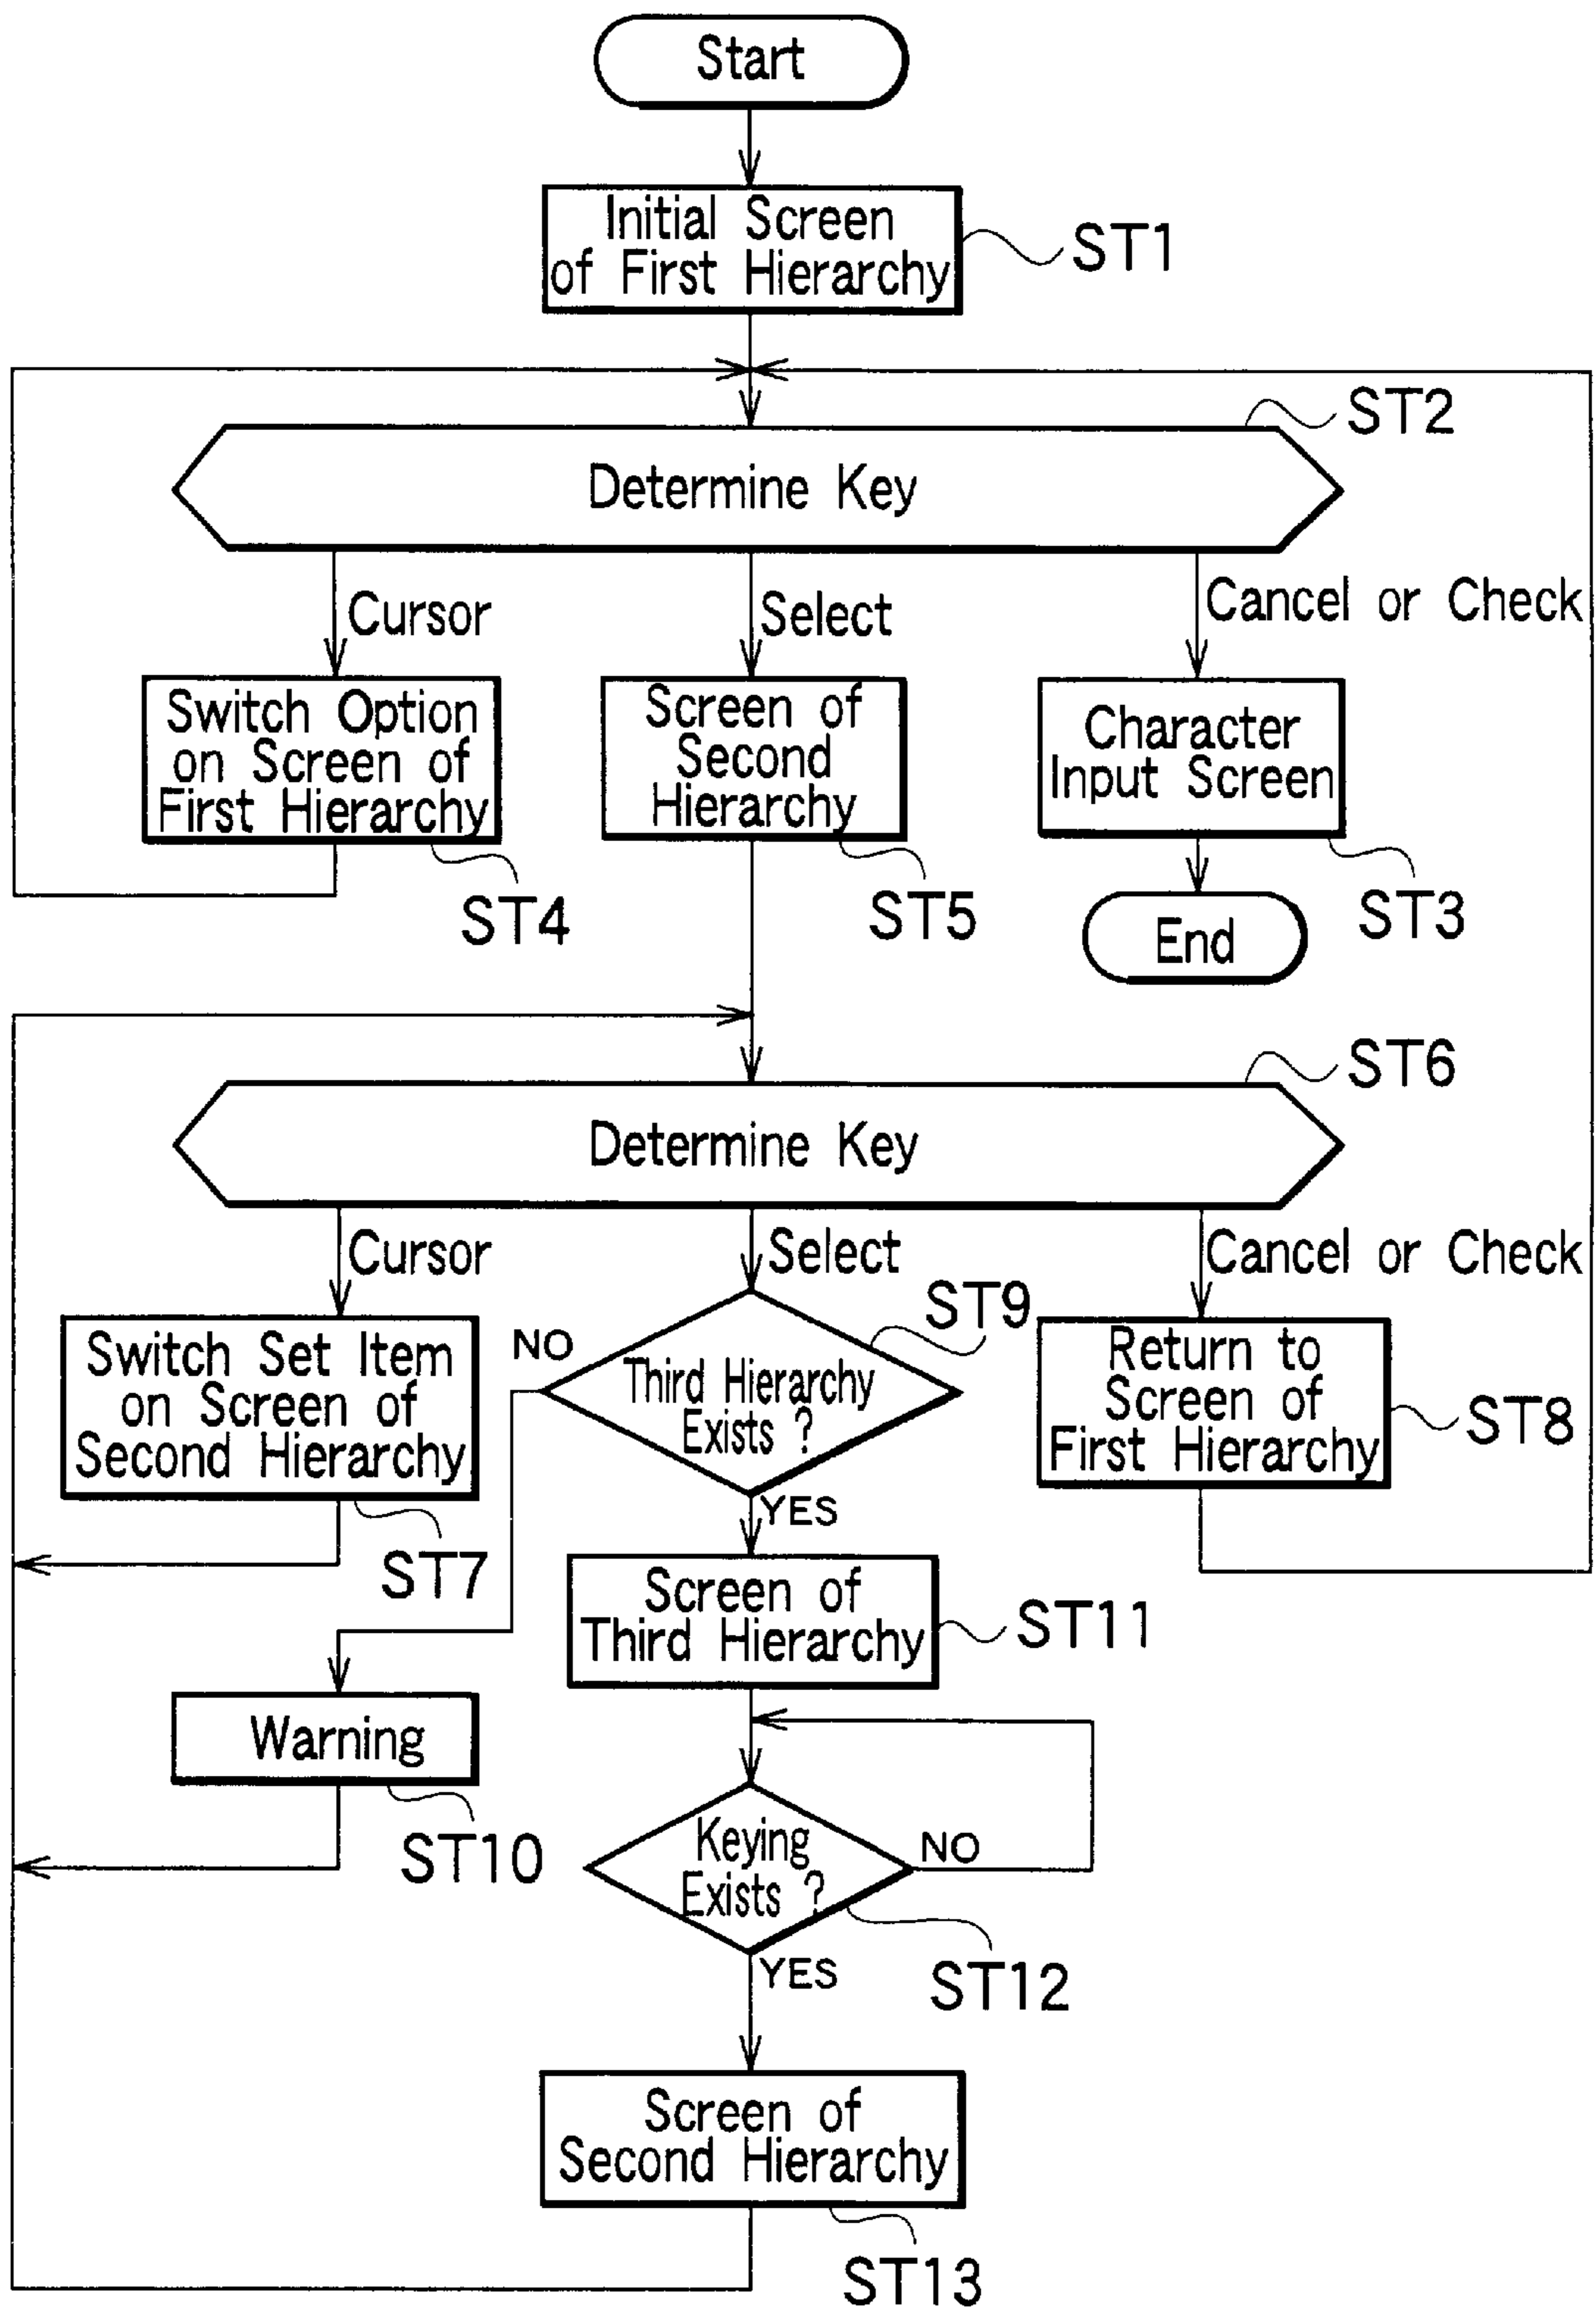 Start
Initial Screen
of First Hierarchy
ST1
ST2
Determine Key
Cursor
Select
Cancel or Check
Switch Option
on Screen of
First Hierarchy
ST4
Screen of
Second
Hierarchy
ST5
Character
Input Screen
ST3
End
ST6
Determine Key
Cursor
Select
Cancel or Check
Switch Set Item
on Screen of
Second Hierarchy
ST7
NO
ST9
Third Hierarchy
Exists ?
YES
Return to
Screen of
First Hierarchy
ST8
Screen of
Third Hierarchy
ST11
Warning
ST10
Keying
Exists ?
NO
ST12
YES
Screen of
Second Hierarchy
ST13